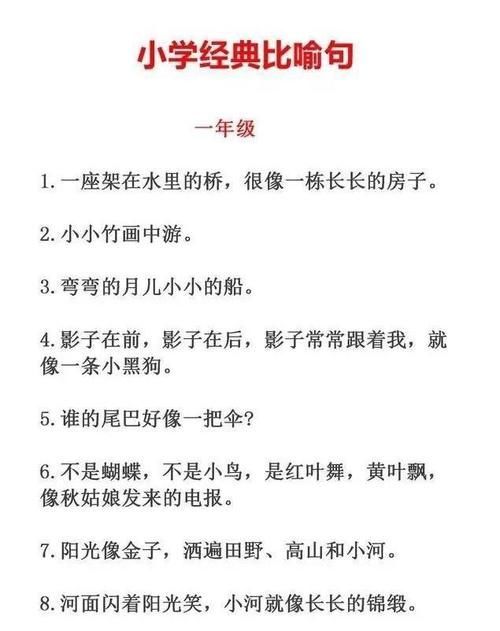 小学经典比喻句
一年级
1.一座架在水里的桥，很像一栋长长的房子。
2.小小竹画中游。
3.弯弯的月儿小小的船。
4.影子在前，影子在后，影子常常跟着我，就
像一条小黑狗。
5.谁的尾巴好像一把伞?
6.不是蝴蝶，不是小鸟，是红叶舞，黄叶飘，
像秋姑娘发来的电报。
7.阳光像金子，洒遍田野、高山和小河。
8.河面闪着阳光笑，小河就像长长的锦缎。